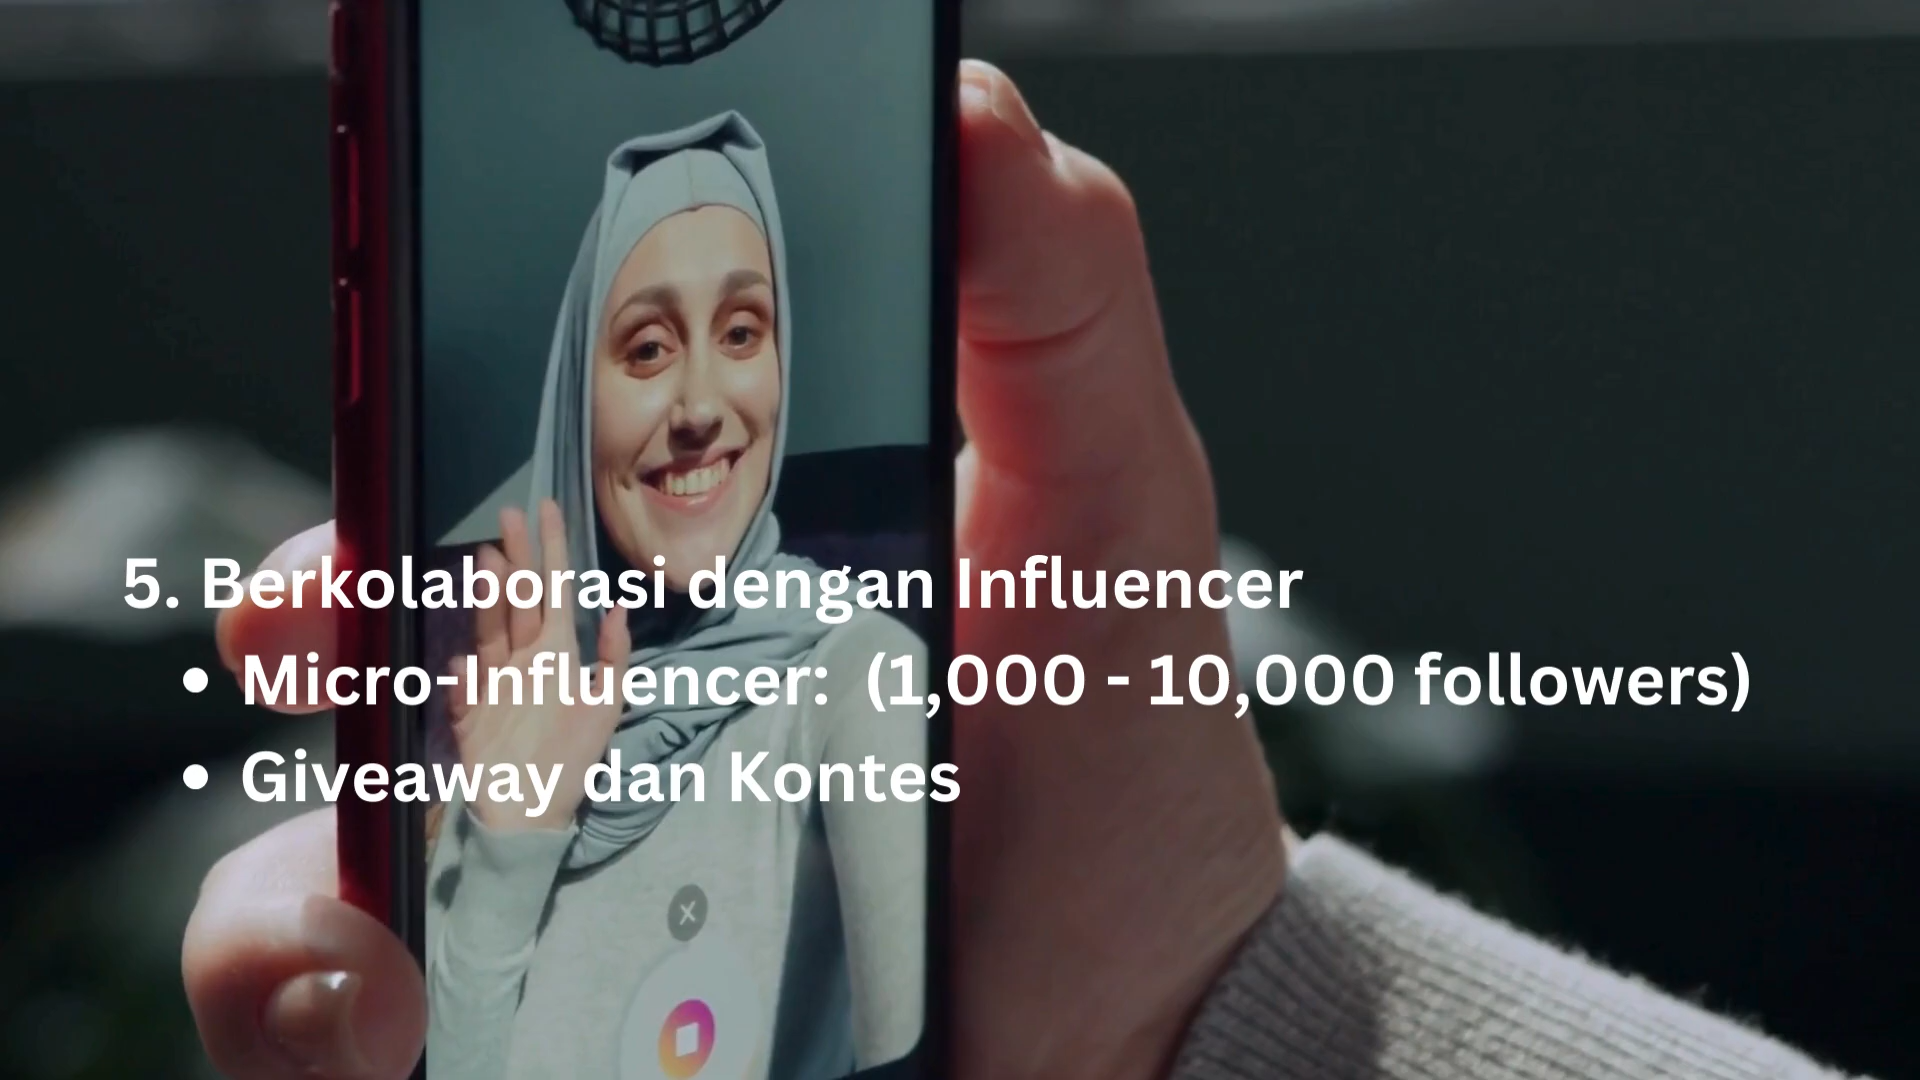 5. Berkolaborasi dengan Influencer
• Micro-Influencer: (1,000 - 10,000 followers)
• Giveaway dan Kontes